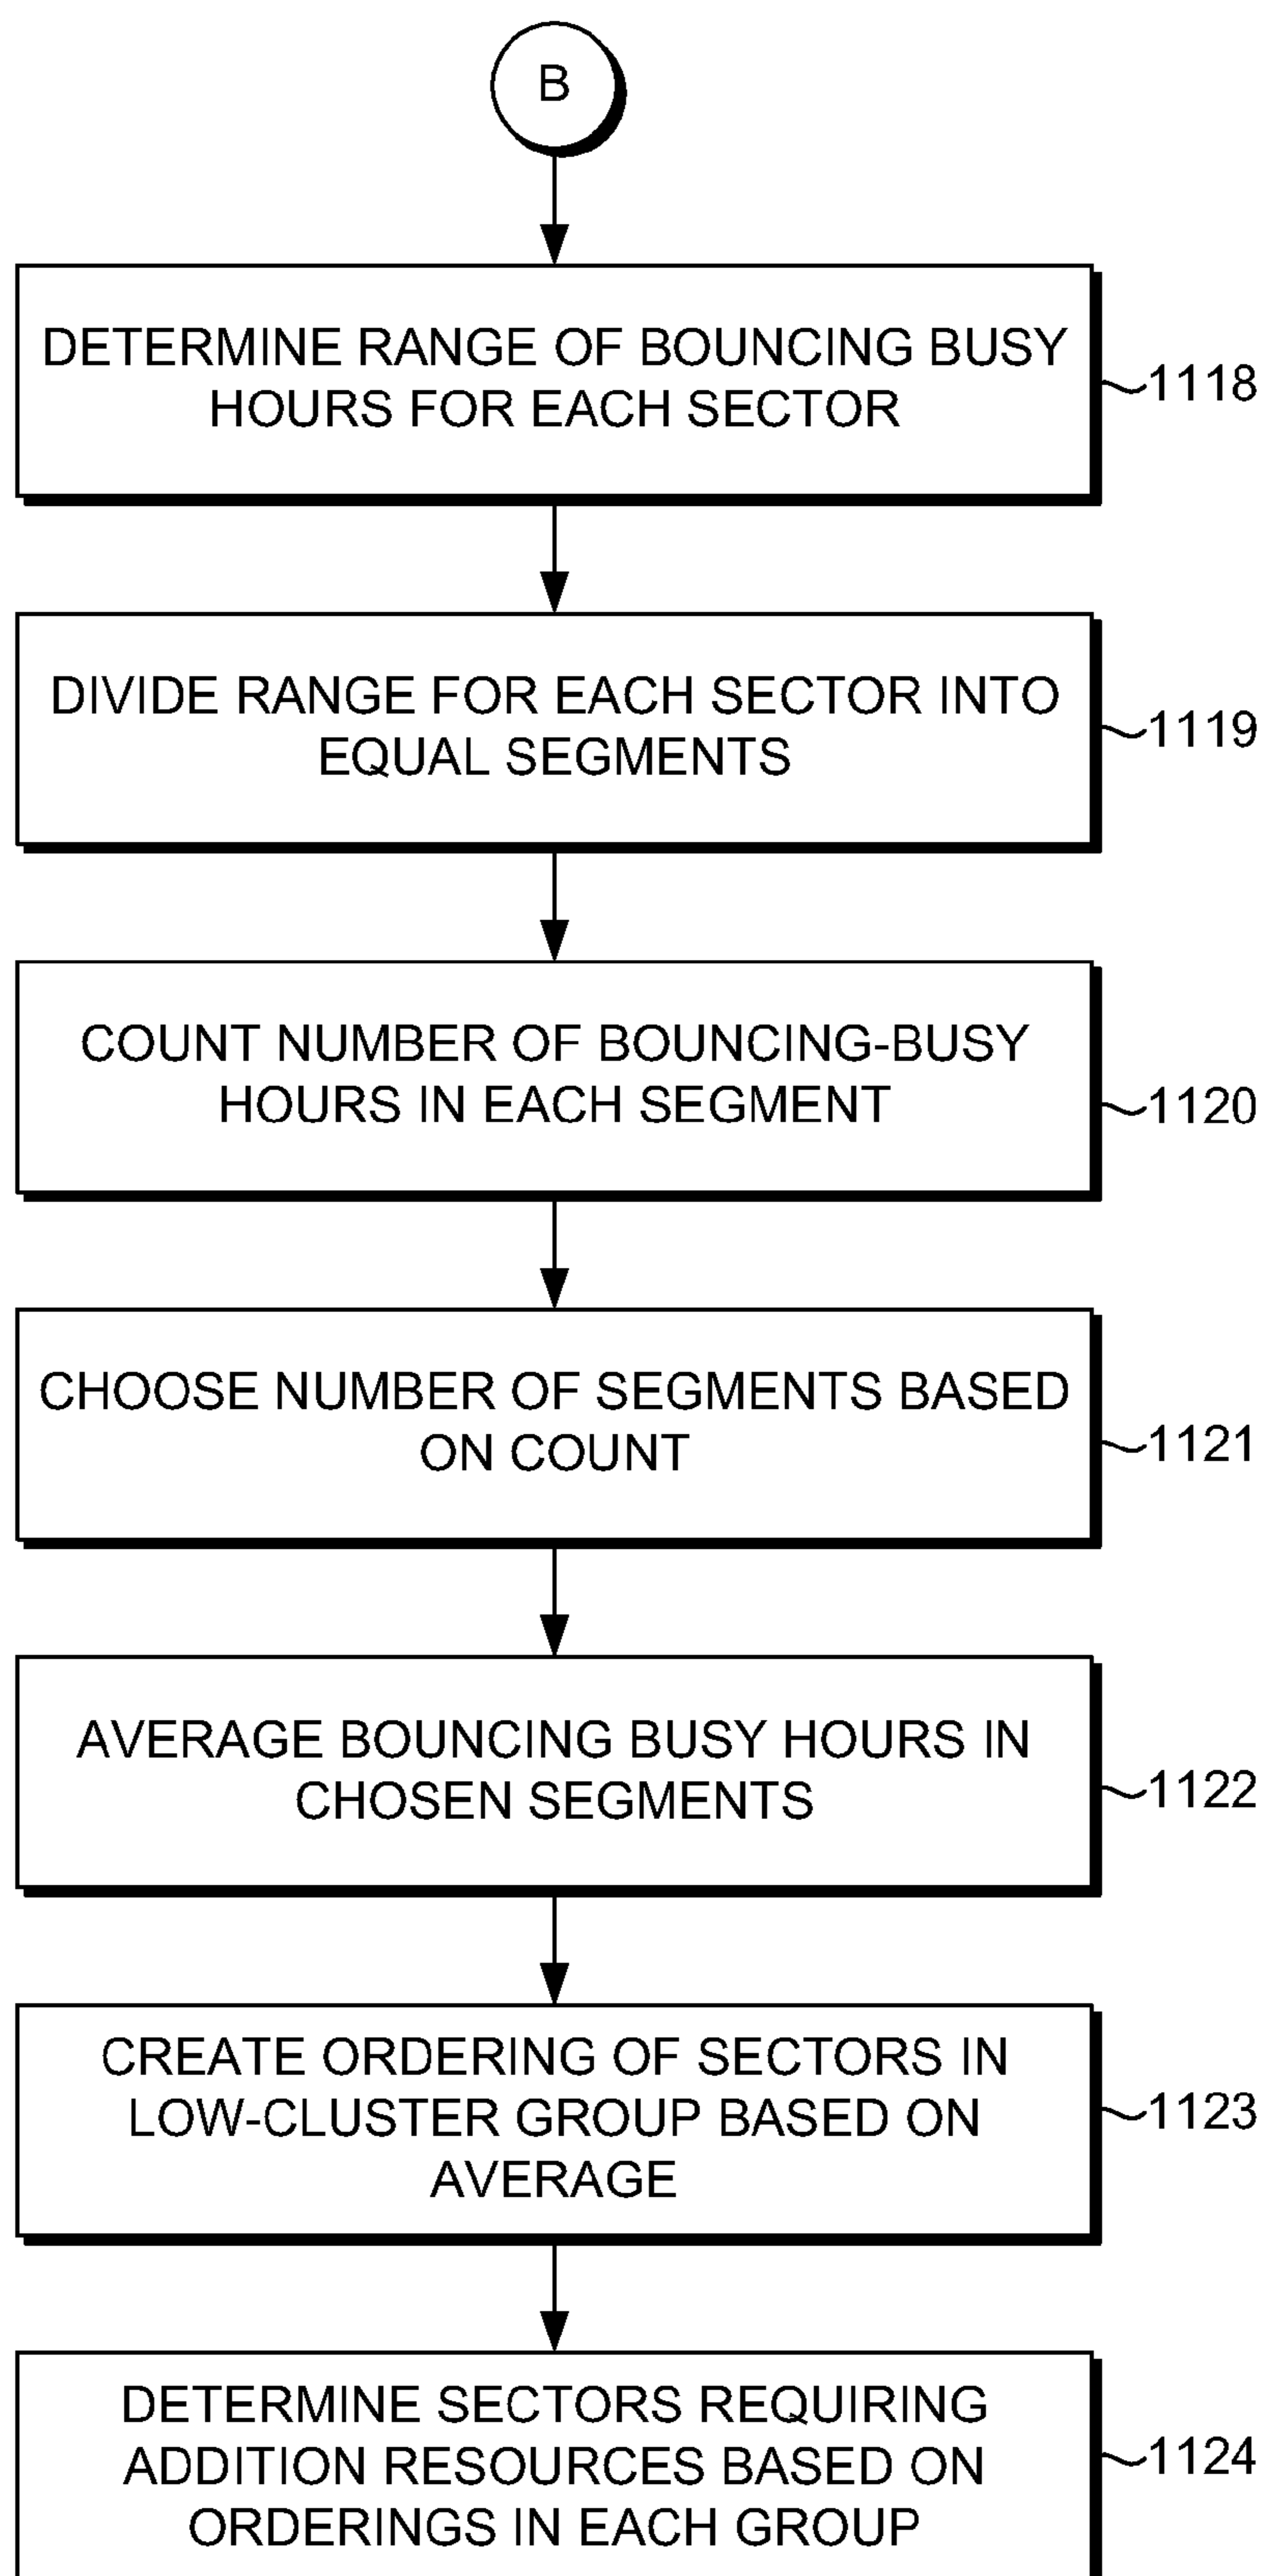 B
DETERMINE RANGE OF BOUNCING BUSY
HOURS FOR EACH SECTOR
1118
DIVIDE RANGE FOR EACH SECTOR INTO
EQUAL SEGMENTS
1119
COUNT NUMBER OF BOUNCING-BUSY
HOURS IN EACH SEGMENT
1120
CHOOSE NUMBER OF SEGMENTS BASED
ON COUNT
1121
AVERAGE BOUNCING BUSY HOURS IN
CHOSEN SEGMENTS
1122
CREATE ORDERING OF SECTORS IN
LOW-CLUSTER GROUP BASED ON
AVERAGE
1123
DETERMINE SECTORS REQUIRING
ADDITION RESOURCES BASED ON
ORDERINGS IN EACH GROUP
1124